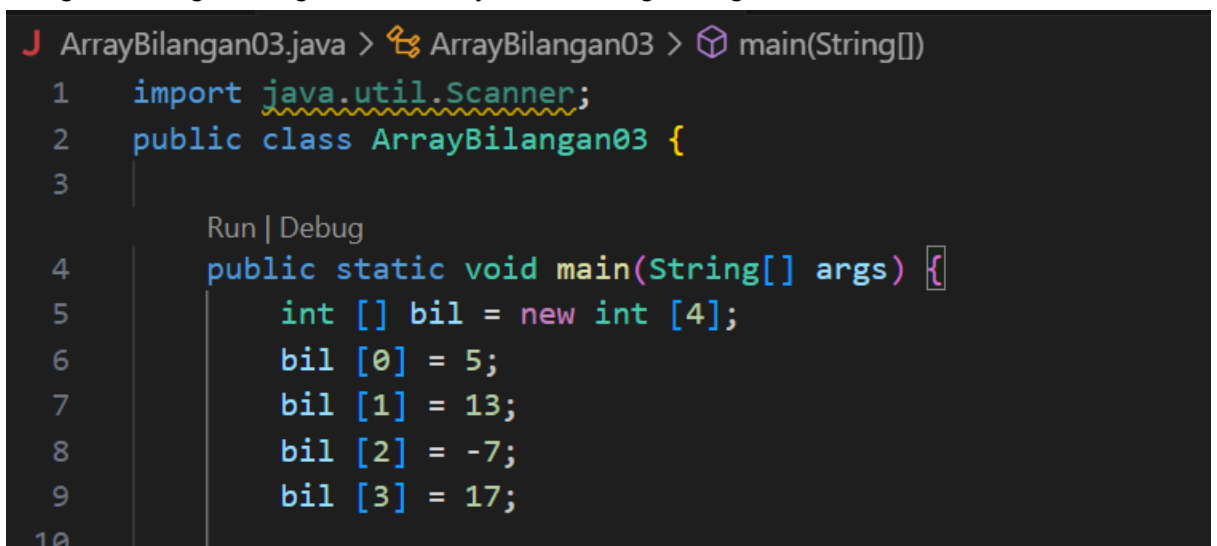 ArrayBilangan03.java > ArrayBilangan03 > main(String[])
1 import java.util.Scanner;
2 public class ArrayBilangan03 {
3
Run | Debug
4 public static void main(String[] args) {
5 int [] bil = new int [4];
6 bil [0] = 5;
7 bil [1] = 13;
8 bil [2] = -7;
9 bil [3] = 17;
10